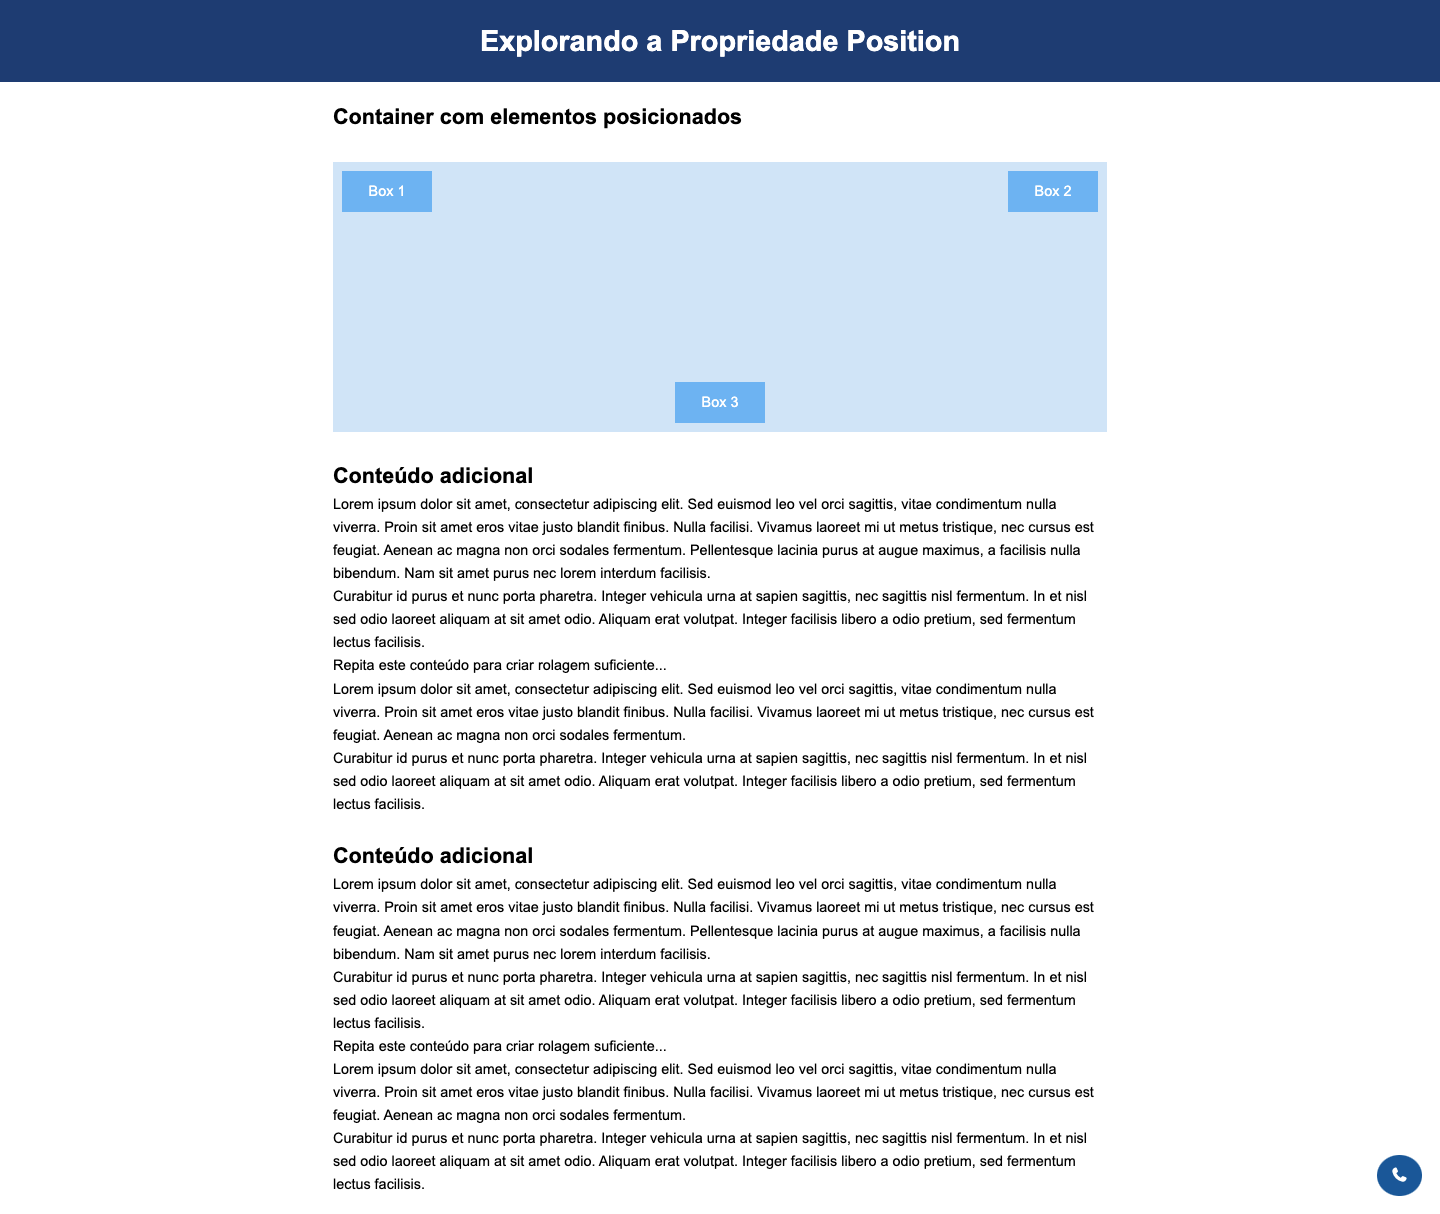 Explorando a Propriedade Position
Container com elementos posicionados
Box 1
Box 2
Box 3
Conteúdo adicional
Lorem ipsum dolor sit amet, consectetur adipiscing elit. Sed euismod leo vel orci sagittis, vitae condimentum nulla
viverra. Proin sit amet eros vitae justo blandit finibus. Nulla facilisi. Vivamus laoreet mi ut metus tristique, nec cursus est
feugiat. Aenean ac magna non orci sodales fermentum. Pellentesque lacinia purus at augue maximus, a facilisis nulla
bibendum. Nam sit amet purus nec lorem interdum facilisis.
Curabitur id purus et nunc porta pharetra. Integer vehicula urna at sapien sagittis, nec sagittis nisl fermentum. In et nisl
sed odio laoreet aliquam at sit amet odio. Aliquam erat volutpat. Integer facilisis libero a odio pretium, sed fermentum
lectus facilisis.
Repita este conteúdo para criar rolagem suficiente...
Lorem ipsum dolor sit amet, consectetur adipiscing elit. Sed euismod leo vel orci sagittis, vitae condimentum nulla
viverra. Proin sit amet eros vitae justo blandit finibus. Nulla facilisi. Vivamus laoreet mi ut metus tristique, nec cursus est
feugiat. Aenean ac magna non orci sodales fermentum.
Curabitur id purus et nunc porta pharetra. Integer vehicula urna at sapien sagittis, nec sagittis nisl fermentum. In et nisl
sed odio laoreet aliquam at sit amet odio. Aliquam erat volutpat. Integer facilisis libero a odio pretium, sed fermentum
lectus facilisis.
Conteúdo adicional
Lorem ipsum dolor sit amet, consectetur adipiscing elit. Sed euismod leo vel orci sagittis, vitae condimentum nulla
viverra. Proin sit amet eros vitae justo blandit finibus. Nulla facilisi. Vivamus laoreet mi ut metus tristique, nec cursus est
feugiat. Aenean ac magna non orci sodales fermentum. Pellentesque lacinia purus at augue maximus, a facilisis nulla
bibendum. Nam sit amet purus nec lorem interdum facilisis.
Curabitur id purus et nunc porta pharetra. Integer vehicula urna at sapien sagittis, nec sagittis nisl fermentum. In et nisl
sed odio laoreet aliquam at sit amet odio. Aliquam erat volutpat. Integer facilisis libero a odio pretium, sed fermentum
lectus facilisis.
Repita este conteúdo para criar rolagem suficiente...
Lorem ipsum dolor sit amet, consectetur adipiscing elit. Sed euismod leo vel orci sagittis, vitae condimentum nulla
viverra. Proin sit amet eros vitae justo blandit finibus. Nulla facilisi. Vivamus laoreet mi ut metus tristique, nec cursus est
feugiat. Aenean ac magna non orci sodales fermentum.
Curabitur id purus et nunc porta pharetra. Integer vehicula urna at sapien sagittis, nec sagittis nisl fermentum. In et nisl
sed odio laoreet aliquam at sit amet odio. Aliquam erat volutpat. Integer facilisis libero a odio pretium, sed fermentum
lectus facilisis.